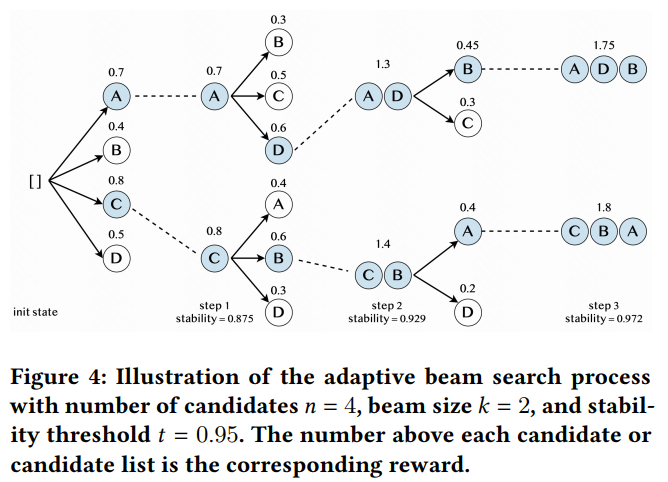 0.3
B
0.7
0.7
0.5
1.3
0.45
1.75
A
A
C
A D
B
A D B
0.4
0.6
0.3
B
D
C
[ ]
0.8
0.4
C
A
0.5
0.8
0.6
1.4
0.4
1.8
D
C
B
C B
A
C B A
0.3
0.2
D
D
init state
step 1
stability = 0.875
step 2
stability = 0.929
step 3
stability = 0.972
Figure 4: Illustration of the adaptive beam search process
with number of candidates n = 4, beam size k = 2, and stabil-
ity threshold t = 0.95. The number above each candidate or
candidate list is the corresponding reward.